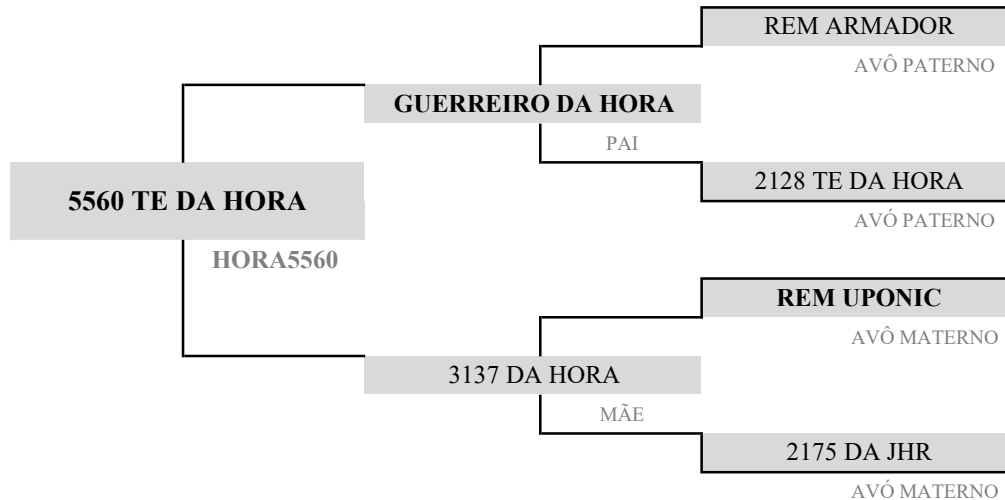 REM ARMADOR
AVÔ PATERNO
GUERREIRO DA HORA
PAI
2128 TE DA HORA
AVÓ PATERNO
5560 TE DA HORA
HORA5560
REM UPONIC
AVÔ MATERNO
3137 DA HORA
MÃE
2175 DA JHR
AVÓ MATERNO